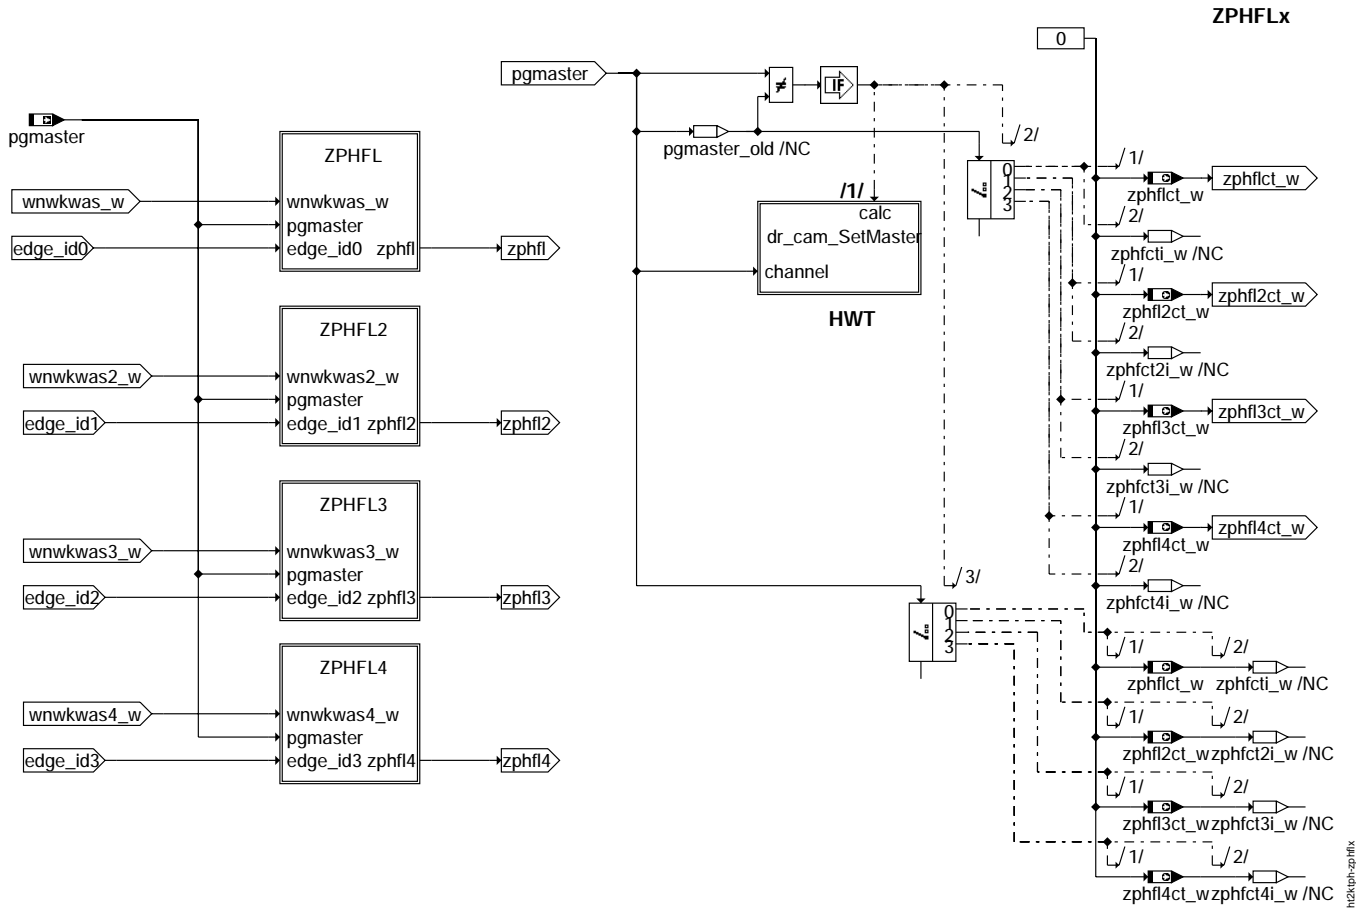 ZPHFLx
0
pgmaster
≠
IF
2/
pgmaster_old /NC
/1/
calc
dr_cam_SetMaster
channel
HWT
0
1
2
3
pgmaster
ZPHFL
wnwkwas_w
wnwkwas_w
pgmaster
edge_id0
edge_id0 zphfl
zphfl
ZPHFL2
wnwkwas2_w
wnwkwas2_w
pgmaster
edge_id1
edge_id1 zphfl2
zphfl2
ZPHFL3
wnwkwas3_w
wnwkwas3_w
pgmaster
edge_id2
edge_id2 zphfl3
zphfl3
ZPHFL4
wnwkwas4_w
wnwkwas4_w
pgmaster
edge_id3
edge_id3 zphfl4
zphfl4
1/
zphflct_w
zphflct_w
2/
zphfcti_w /NC
1/
zphfl2ct_w
zphfl2ct_w
2/
zphfct2i_w /NC
1/
zphfl3ct_w
zphfl3ct_w
2/
zphfct3i_w /NC
1/
zphfl4ct_w
zphfl4ct_w
2/
zphfct4i_w /NC
3/
0
1
2
3
1/ 2/
zphflct_w zphfcti_w /NC
1/ 2/
zphfl2ct_w zphfct2i_w /NC
1/ 2/
zphfl3ct_w zphfct3i_w /NC
1/ 2/
zphfl4ct_w zphfct4i_w /NC
ht2ktph-zphflx